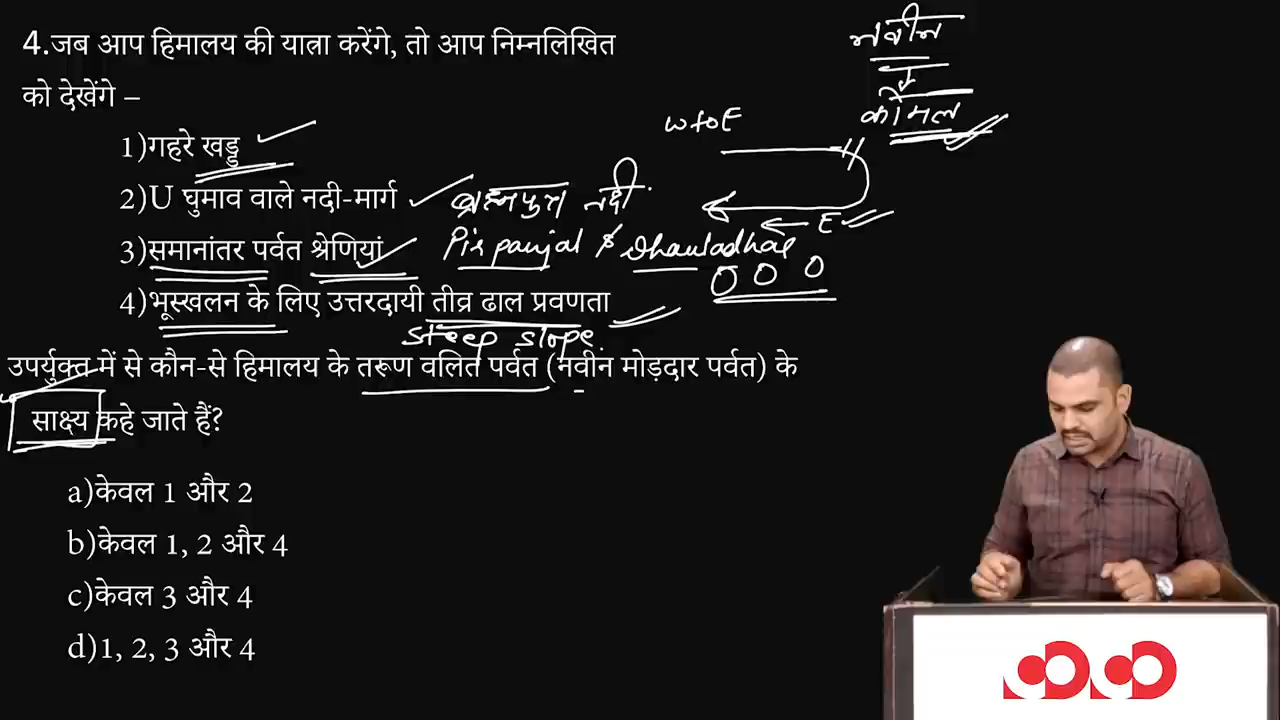 4.जब आप हिमालय की यात्रा करेंगे, तो आप निम्नलिखित
को देखेंगे –
नवीन
कोमल
1)गहरे खड्ड
W to E
2)U घुमाव वाले नदी-मार्ग
ब्रह्मपुत्र नदी.
E
3)समानांतर पर्वत श्रेणियां
Pir panjal & Dhauladhar
4)भूस्खलन के लिए उत्तरदायी तीव्र ढाल प्रवणता
steep slope.
उपर्युक्त में से कौन-से हिमालय के तरूण वलित पर्वत (नवीन मोड़दार पर्वत) के
साक्ष्य कहे जाते हैं?
a)केवल 1 और 2
b)केवल 1, 2 और 4
c)केवल 3 और 4
d)1, 2, 3 और 4